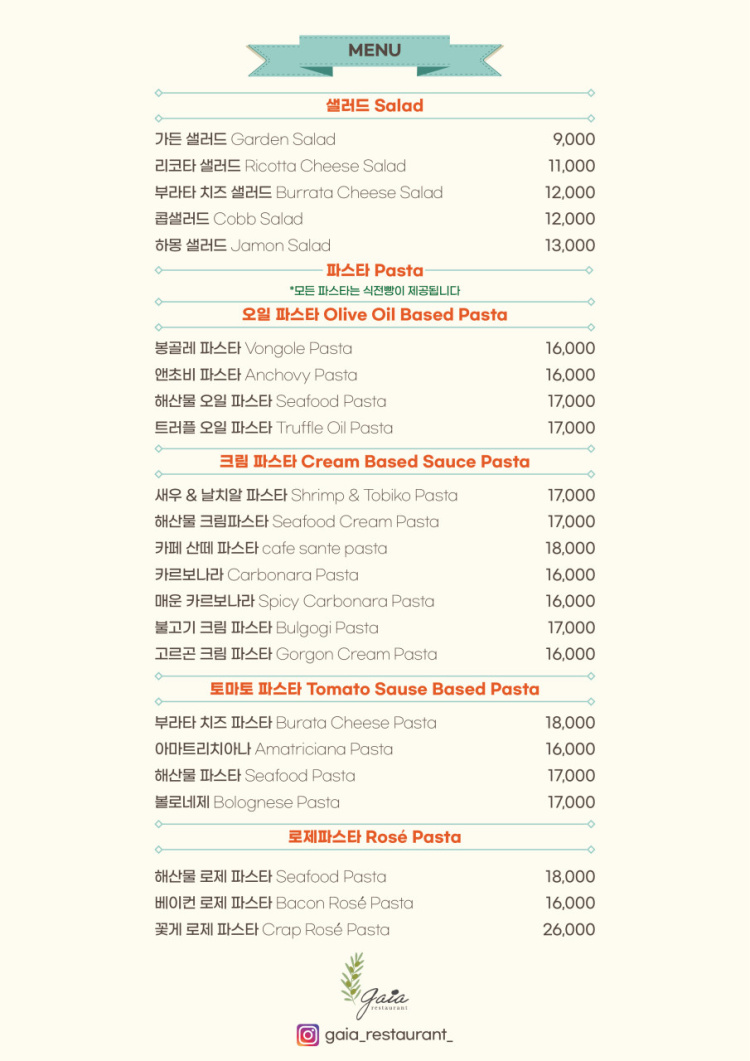 MENU
샐러드 Salad
가든 샐러드 Garden Salad 9,000
리코타 샐러드 Ricotta Cheese Salad 11,000
부라타 치즈 샐러드 Burrata Cheese Salad 12,000
콥샐러드 Cobb Salad 12,000
하몽 샐러드 Jamon Salad 13,000
파스타 Pasta
*모든 파스타는 식전빵이 제공됩니다
오일 파스타 Olive Oil Based Pasta
봉골레 파스타 Vongole Pasta 16,000
앤초비 파스타 Anchovy Pasta 16,000
해산물 오일 파스타 Seafood Pasta 17,000
트러플 오일 파스타 Truffle Oil Pasta 17,000
크림 파스타 Cream Based Sauce Pasta
새우 & 날치알 파스타 Shrimp & Tobiko Pasta 17,000
해산물 크림파스타 Seafood Cream Pasta 17,000
카페 산떼 파스타 cafe sante pasta 18,000
카르보나라 Carbonara Pasta 16,000
매운 카르보나라 Spicy Carbonara Pasta 16,000
불고기 크림 파스타 Bulgogi Pasta 17,000
고르곤 크림 파스타 Gorgon Cream Pasta 16,000
토마토 파스타 Tomato Sause Based Pasta
부라타 치즈 파스타 Burata Cheese Pasta 18,000
아마트리치아나 Amatriciana Pasta 16,000
해산물 파스타 Seafood Pasta 17,000
볼로네제 Bolognese Pasta 17,000
로제파스타 Rosé Pasta
해산물 로제 파스타 Seafood Pasta 18,000
베이컨 로제 파스타 Bacon Rosé Pasta 16,000
꽃게 로제 파스타 Crap Rosé Pasta 26,000
gaia
restaurant
gaia_restaurant_